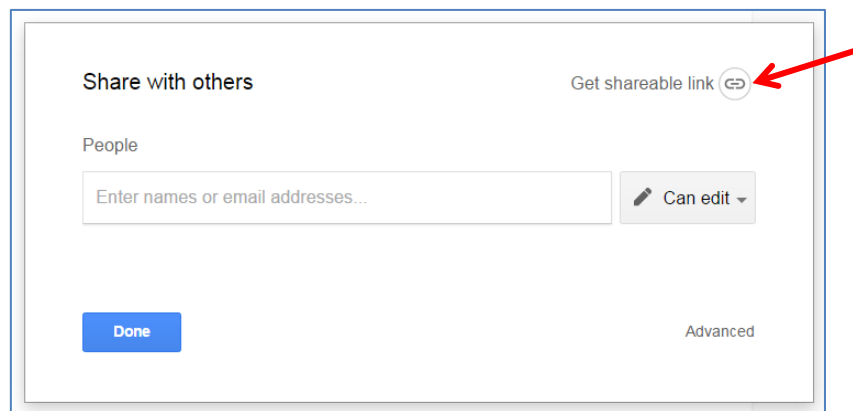 Share with others
Get shareable link
People
Enter names or email addresses...
Can edit
Done
Advanced